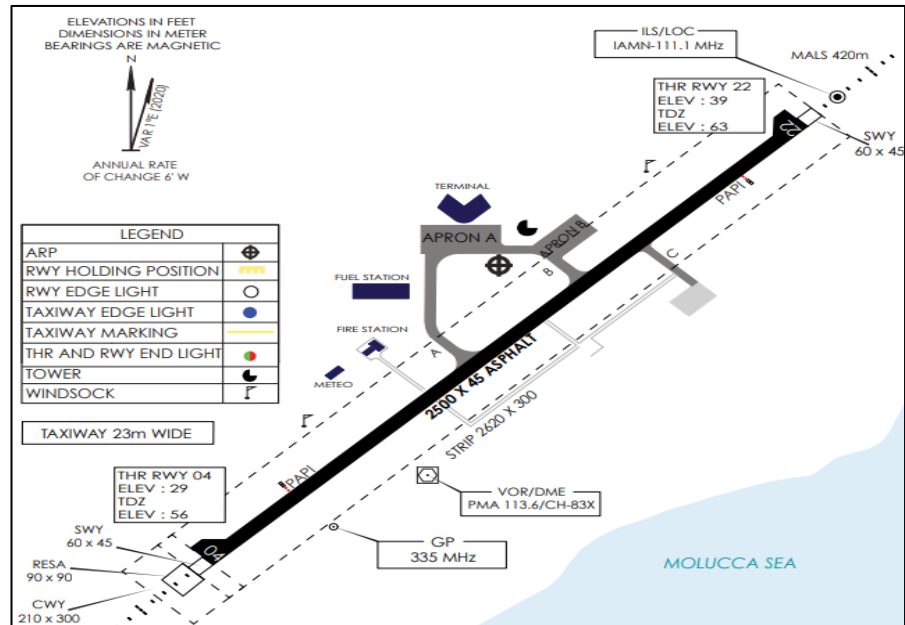 ELEVATIONS IN FEET
DIMENSIONS IN METER
BEARINGS ARE MAGNETIC
N
VAR 1°E (2020)
ANNUAL RATE
OF CHANGE 6' W
ILS/LOC
IAMN-111.1 MHz
MALS 420m
THR RWY 22
ELEV : 39
TDZ
ELEV : 63
22
SWY
60 x 45
PAPI
TERMINAL
APRON A
APRON B
B
C
FUEL STATION
FIRE STATION
A
METEO
LEGEND
ARP
RWY HOLDING POSITION
RWY EDGE LIGHT
TAXIWAY EDGE LIGHT
TAXIWAY MARKING
THR AND RWY END LIGHT
TOWER
WINDSOCK
TAXIWAY 23m WIDE
2500 X 45 ASPHALT
STRIP 2620 X 300
PAPI
THR RWY 04
ELEV : 29
TDZ
ELEV : 56
04
SWY
60 x 45
RESA
90 x 90
CWY
210 x 300
VOR/DME
PMA 113.6/CH-83X
GP
335 MHz
MOLUCCA SEA